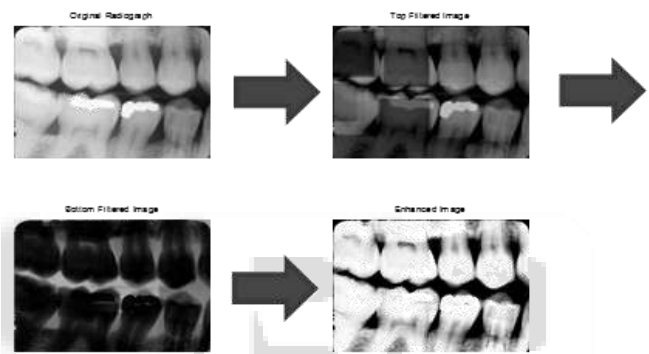 Original Radiograph
Top Filtered Image
Bottom Filtered Image
Enhanced Image